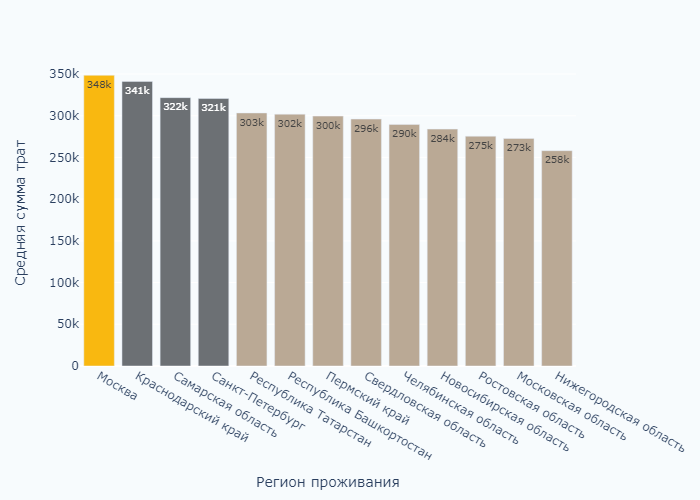 350k
300k
250k
200k
150k
100k
50k
0
Средняя сумма трат
348k
341k
322k
321k
303k
302k
300k
296k
290k
284k
275k
273k
258k
Москва
Краснодарский край
Самарская область
Санкт-Петербург
Республика Татарстан
Республика Башкортостан
Пермский край
Свердловская область
Челябинская область
Новосибирская область
Ростовская область
Московская область
Нижегородская область
Регион проживания